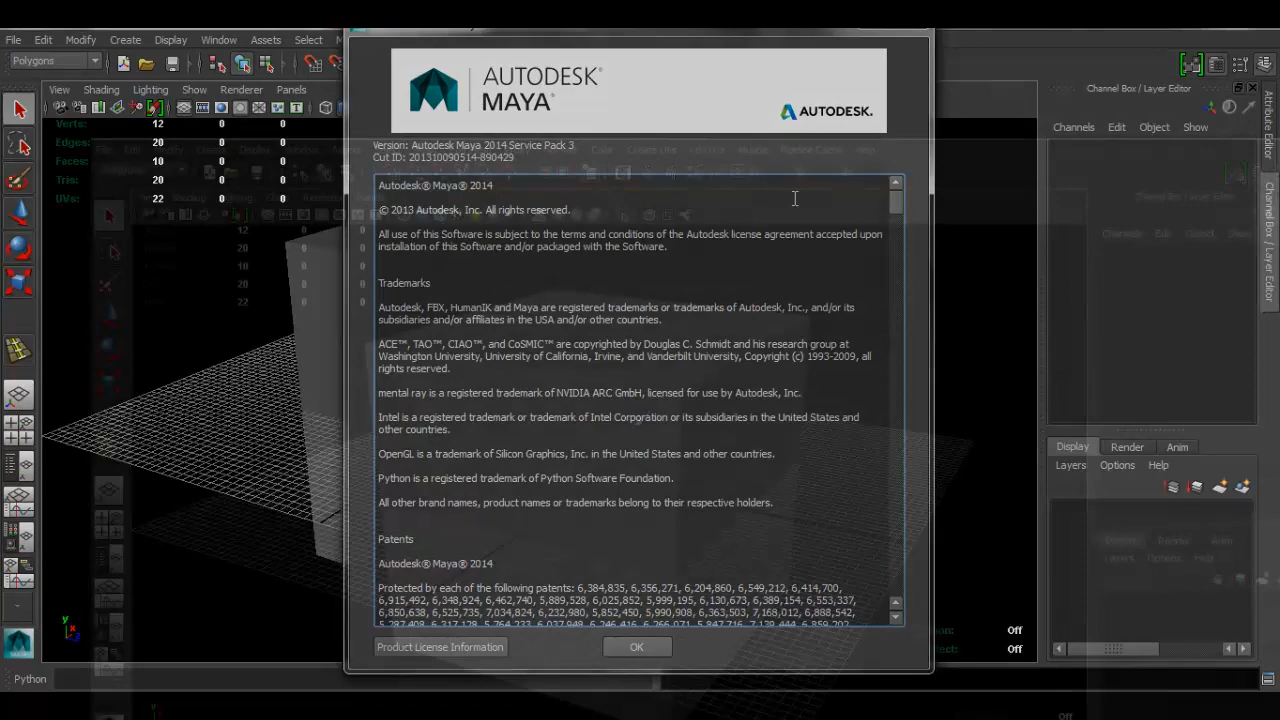 File Edit Modify Create Display Window Assets Select
Polygons
View Shading Lighting Show Renderer Panels
Verts: 12 0 0
Edges: 20 0 0
Faces: 10 0 0
Tris: 20 0 0
UVs: 22 0 0
AUTODESK®
MAYA®
AUTODESK.
Version: Autodesk Maya 2014 Service Pack 3
Cut ID: 201310090514-890429
Autodesk® Maya® 2014
© 2013 Autodesk, Inc. All rights reserved.
All use of this Software is subject to the terms and conditions of the Autodesk license agreement accepted upon
installation of this Software and/or packaged with the Software.
Trademarks
Autodesk, FBX, HumanIK and Maya are registered trademarks or trademarks of Autodesk, Inc., and/or its
subsidiaries and/or affiliates in the USA and/or other countries.
ACE™, TAO™, CIAO™, and CoSMIC™ are copyrighted by Douglas C. Schmidt and his research group at
Washington University, University of California, Irvine, and Vanderbilt University, Copyright (c) 1993-2009, all
rights reserved.
mental ray is a registered trademark of NVIDIA ARC GmbH, licensed for use by Autodesk, Inc.
Intel is a registered trademark or trademark of Intel Corporation or its subsidiaries in the United States and
other countries.
OpenGL is a trademark of Silicon Graphics, Inc. in the United States and other countries.
Python is a registered trademark of Python Software Foundation.
All other brand names, product names or trademarks belong to their respective holders.
Patents
Autodesk® Maya® 2014
Protected by each of the following patents: 6,384,835, 6,356,271, 6,204,860, 6,549,212, 6,414,700,
6,915,492, 6,348,924, 6,462,740, 5,889,528, 6,025,852, 5,999,195, 6,130,673, 6,389,154, 6,553,337,
6,850,638, 6,525,735, 7,034,824, 6,232,980, 5,852,450, 5,990,908, 6,363,503, 7,168,012, 6,888,542,
Product License Information OK
Channel Box / Layer Editor
Channels Edit Object Show
Attribute Editor
Channel Box / Layer Editor
Display Render Anim
Layers Options Help
Off
Off
y
z
Python